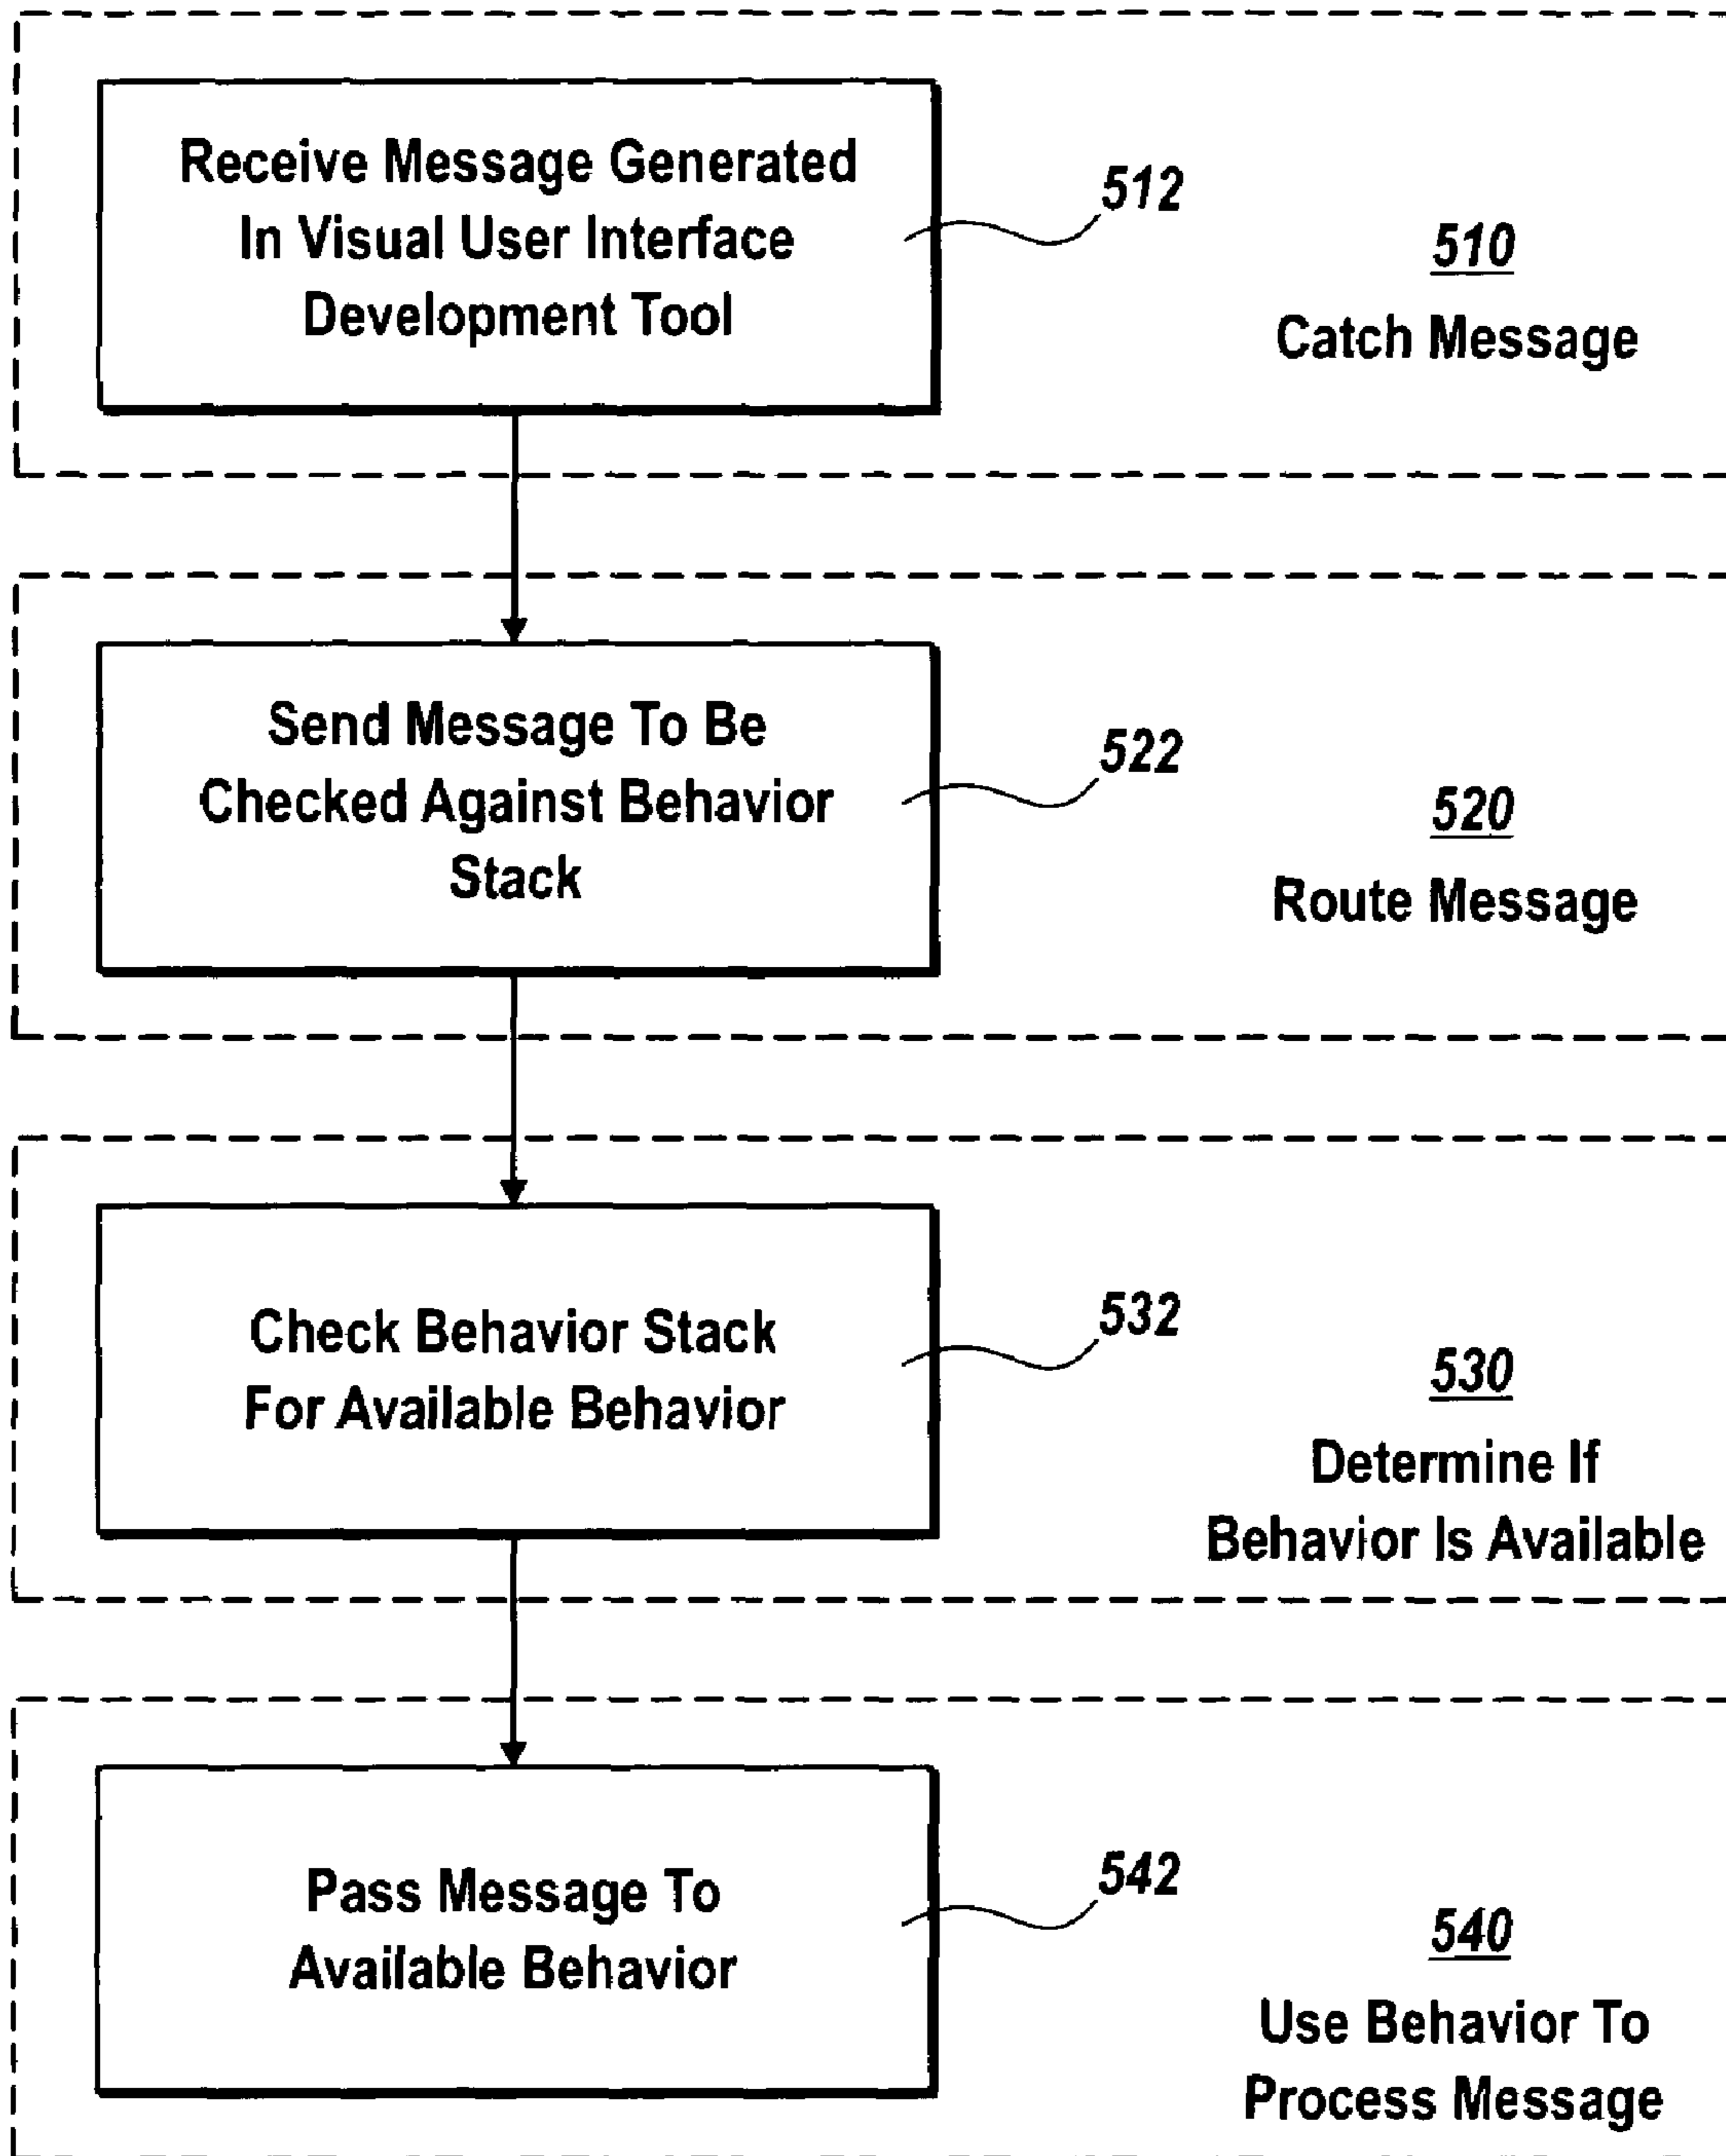 Receive Message Generated
In Visual User Interface
Development Tool
512
510
Catch Message
Send Message To Be
Checked Against Behavior
Stack
522
520
Route Message
Check Behavior Stack
For Available Behavior
532
530
Determine If
Behavior Is Available
Pass Message To
Available Behavior
542
540
Use Behavior To
Process Message